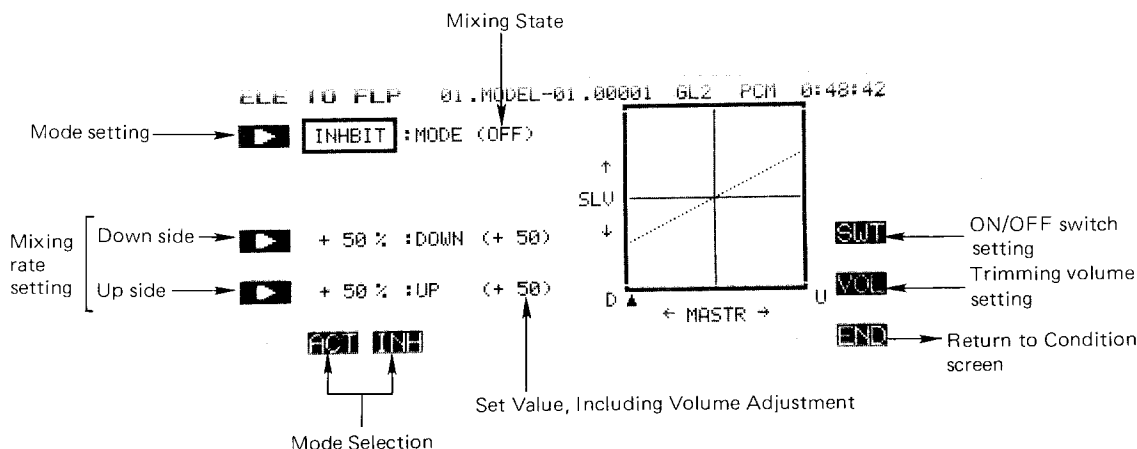 Mixing State
ELE TO FLP 01.MODEL-01.00001 GL2 PCM 0:48:42
Mode setting
INHBIT :MODE (OFF)
↑
SLV
↓
Mixing rate setting
Down side
+ 50 % :DOWN (+ 50)
Up side
+ 50 % :UP (+ 50)
D
U
← MASTR →
SWT
ON/OFF switch
setting
VOL
Trimming volume
setting
END
Return to Condition
screen
ACT INH
Set Value, Including Volume Adjustment
Mode Selection